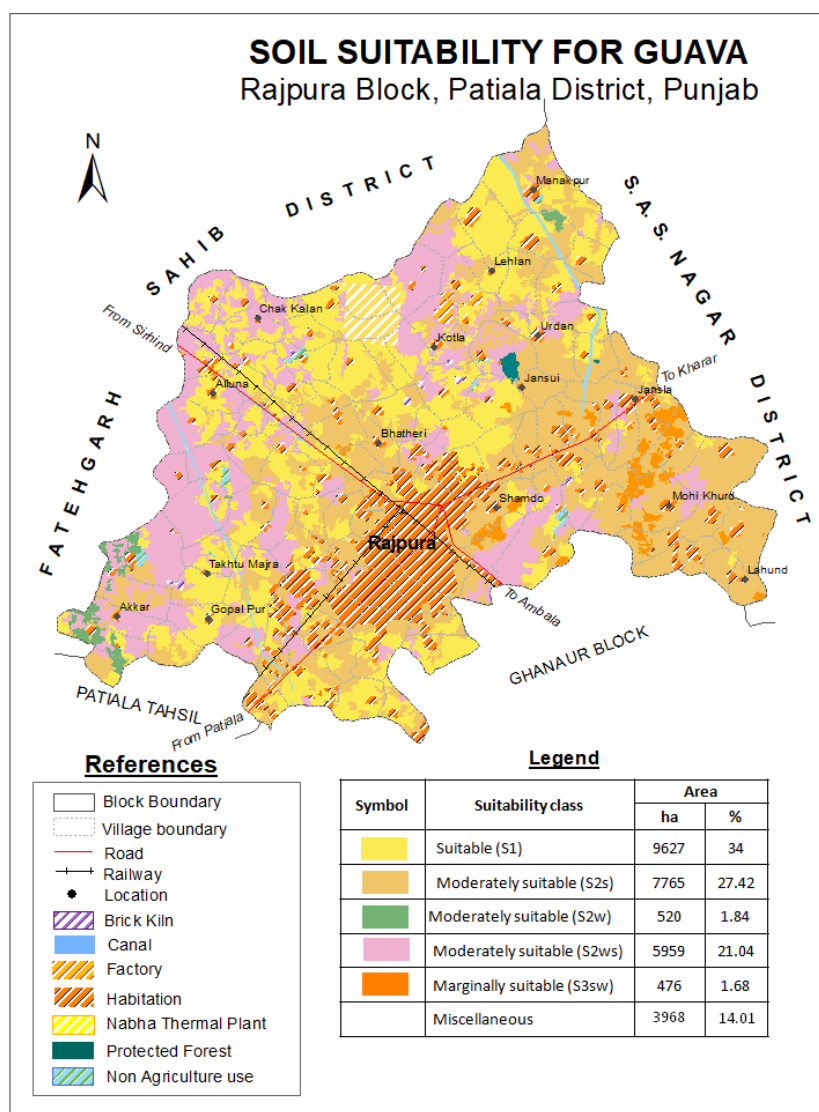 SOIL SUITABILITY FOR GUAVA
Rajpura Block, Patiala District, Punjab
N
SAHIB DISTRICT
S.A.S. NAGAR DISTRICT
FATEHGARH
Manakpur
Lehlan
Chak Kalan
From Sirhind
Kotla
Urdan
To Kharar
Alluna
Jansui
Jansla
Bhatheri
Shamdo
Mohi Khurd
Rajpura
Takhtu Majra
Lahund
To Ambala
Akkar
Gopal Pur
GHANAUR BLOCK
PATIALA TAHSIL
From Patiala
References
Block Boundary
Village boundary
Road
Railway
Location
Brick Kiln
Canal
Factory
Habitation
Nabha Thermal Plant
Protected Forest
Non Agriculture use
Legend
Symbol Suitability class Area
ha %
Suitable (S1) 9627 34
Moderately suitable (S2s) 7765 27.42
Moderately suitable (S2w) 520 1.84
Moderately suitable (S2ws) 5959 21.04
Marginally suitable (S3sw) 476 1.68
Miscellaneous 3968 14.01